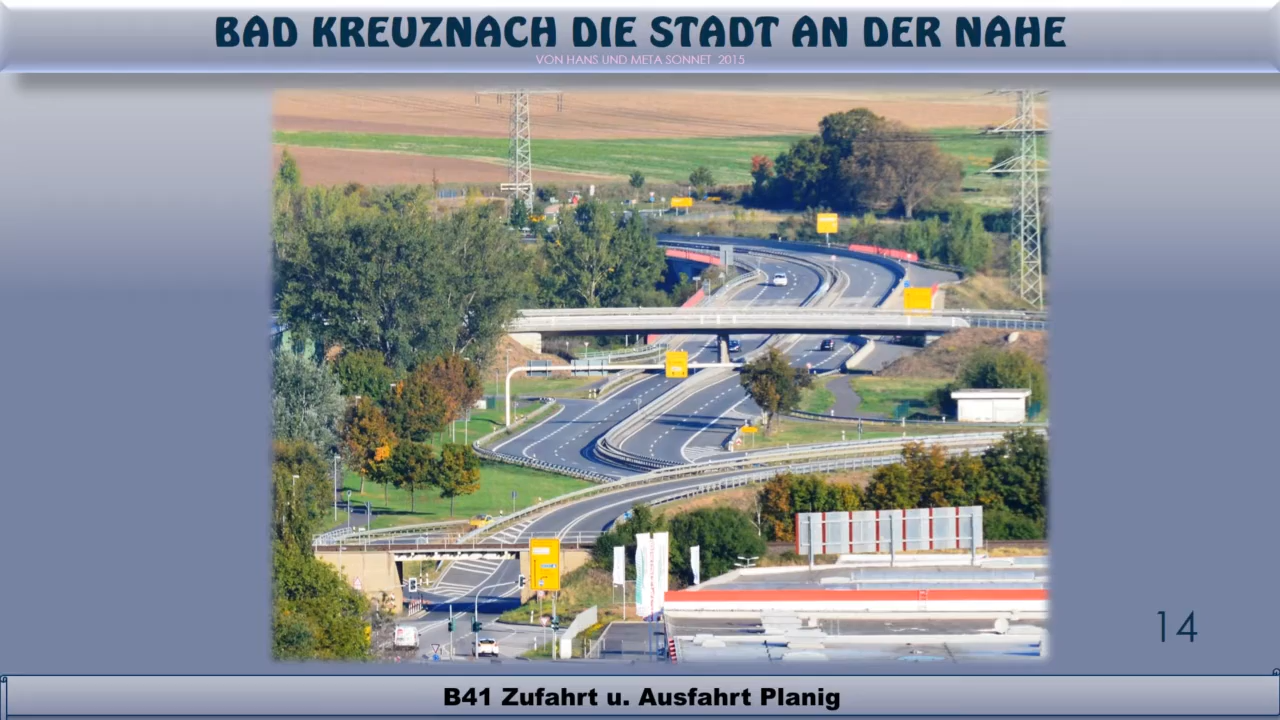 BAD KREUZNACH DIE STADT AN DER NAHE
VON HANS UND META SONNET 2015
14
B41 Zufahrt u. Ausfahrt Planig